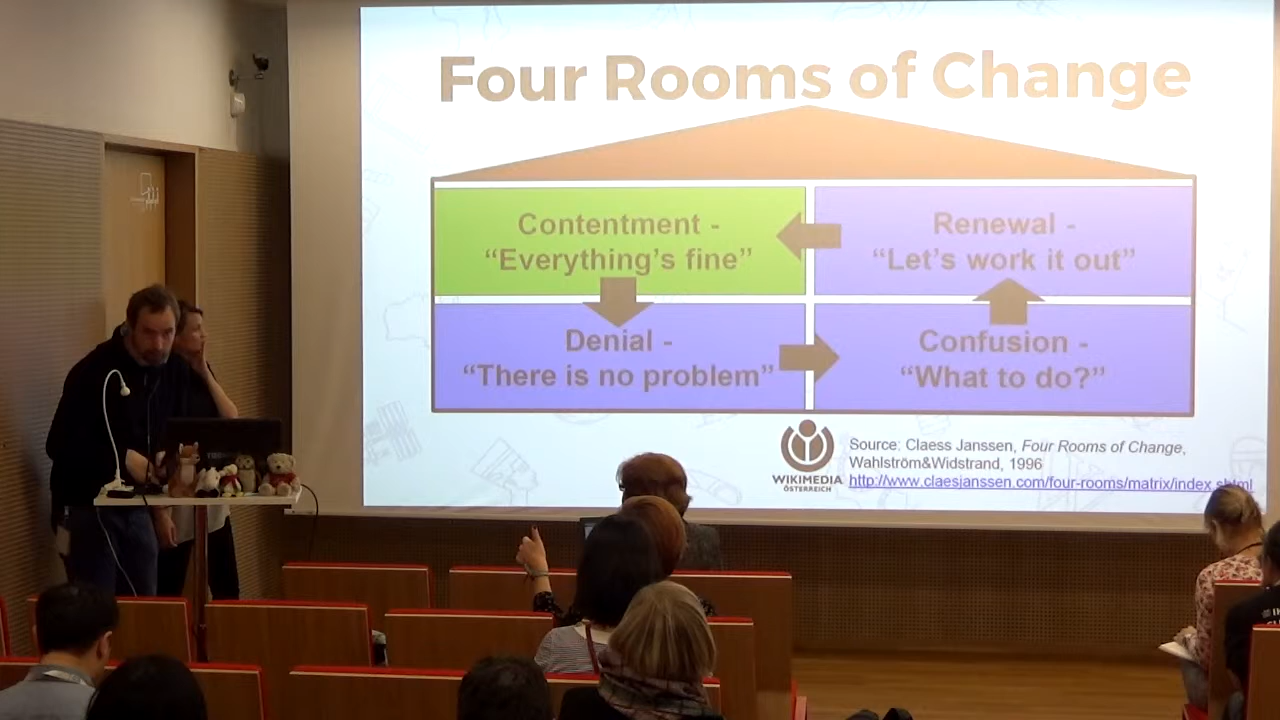 Four Rooms of Change
Contentment -
“Everything’s fine”
Renewal -
“Let’s work it out”
Denial -
“There is no problem”
Confusion -
“What to do?”
WIKIMEDIA
ÖSTERREICH
Source: Claess Janssen, Four Rooms of Change,
Wahlström&Widstrand, 1996
http://www.claesjanssen.com/four-rooms/matrix/index.shtml